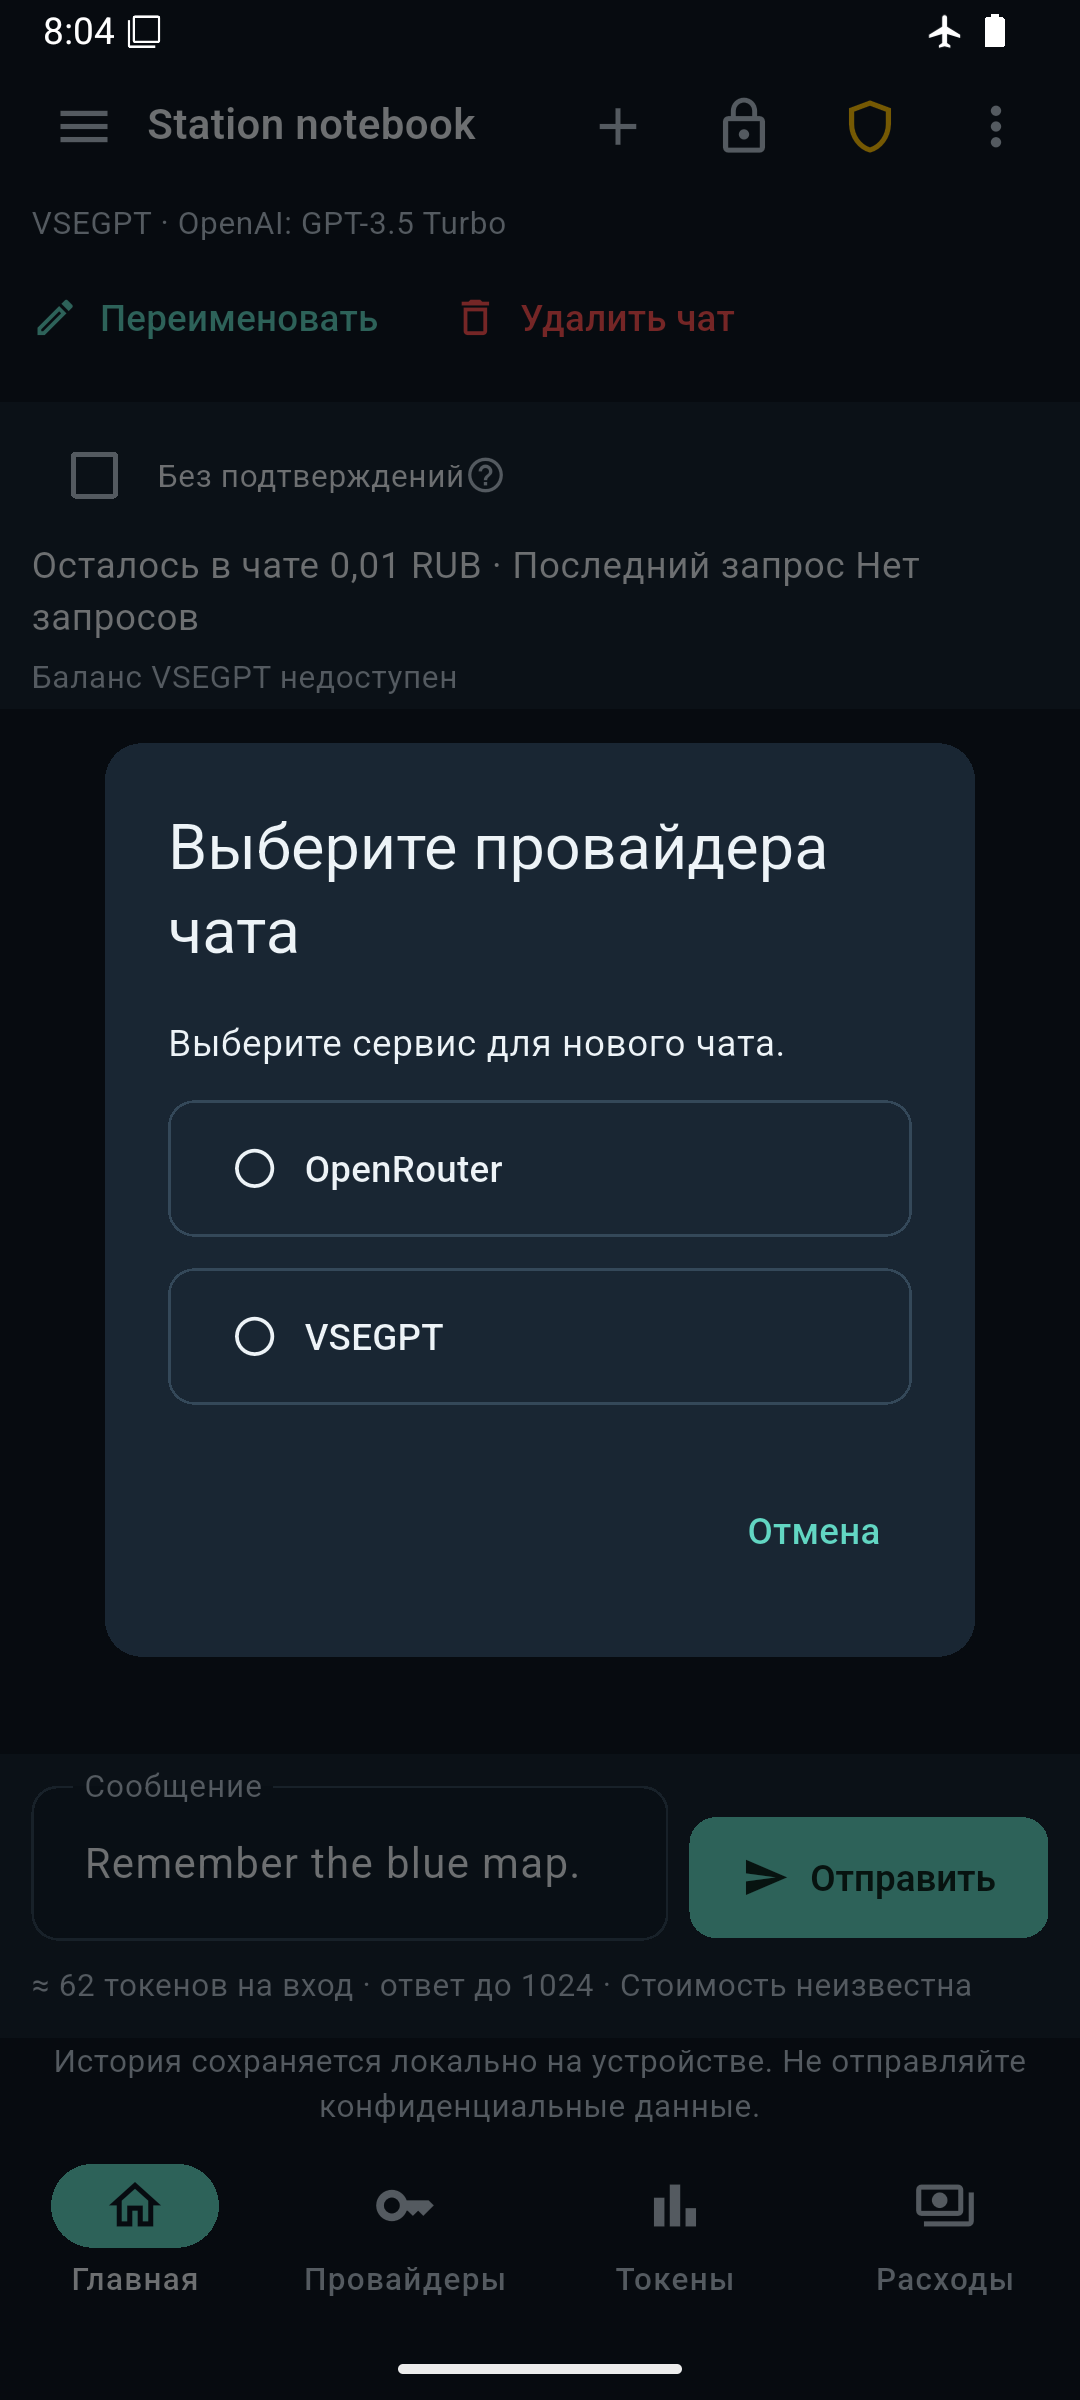 8:04
Station notebook
VSEGPT · OpenAI: GPT-3.5 Turbo
Переименовать
Удалить чат
Без подтверждений
Осталось в чате 0,01 RUB · Последний запрос Нет
запросов
Баланс VSEGPT недоступен
Выберите провайдера
чата
Выберите сервис для нового чата.
OpenRouter
VSEGPT
Отмена
Сообщение
Remember the blue map.
Отправить
≈ 62 токенов на вход · ответ до 1024 · Стоимость неизвестна
История сохраняется локально на устройстве. Не отправляйте
конфиденциальные данные.
Главная
Провайдеры
Токены
Расходы